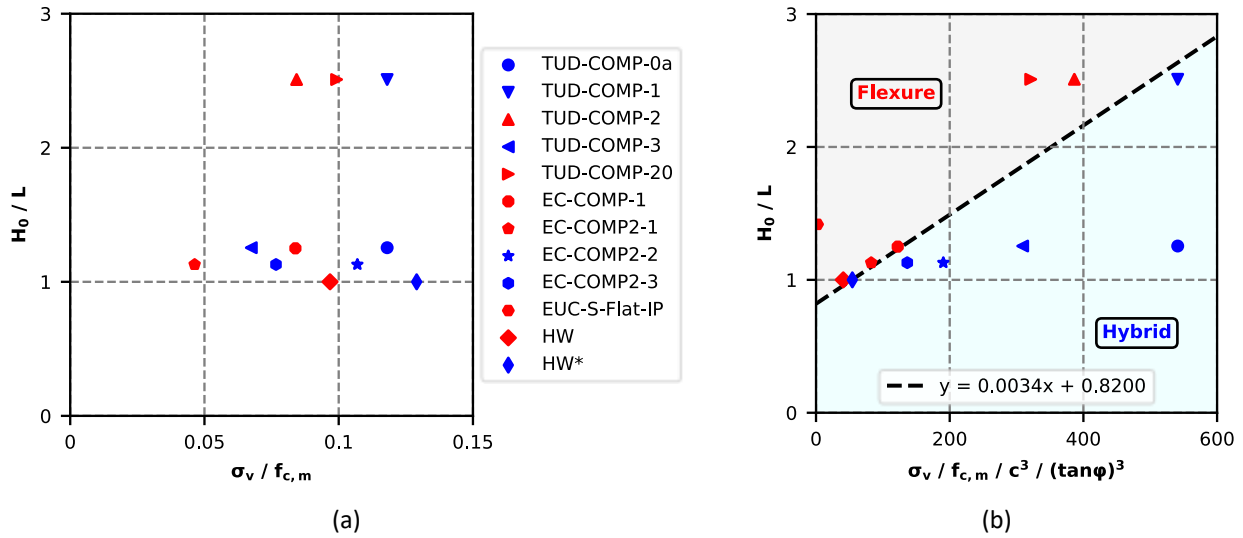 3
2
1
0
H₀ / L
0
0.05
0.1
0.15
σᵥ / f_c,m
(a)
TUD-COMP-0a
TUD-COMP-1
TUD-COMP-2
TUD-COMP-3
TUD-COMP-20
EC-COMP-1
EC-COMP2-1
EC-COMP2-2
EC-COMP2-3
EUC-S-Flat-IP
HW
HW*
3
2
1
0
H₀ / L
Flexure
Hybrid
y = 0.0034x + 0.8200
0
200
400
600
σᵥ / f_c,m / c³ / (tanφ)³
(b)